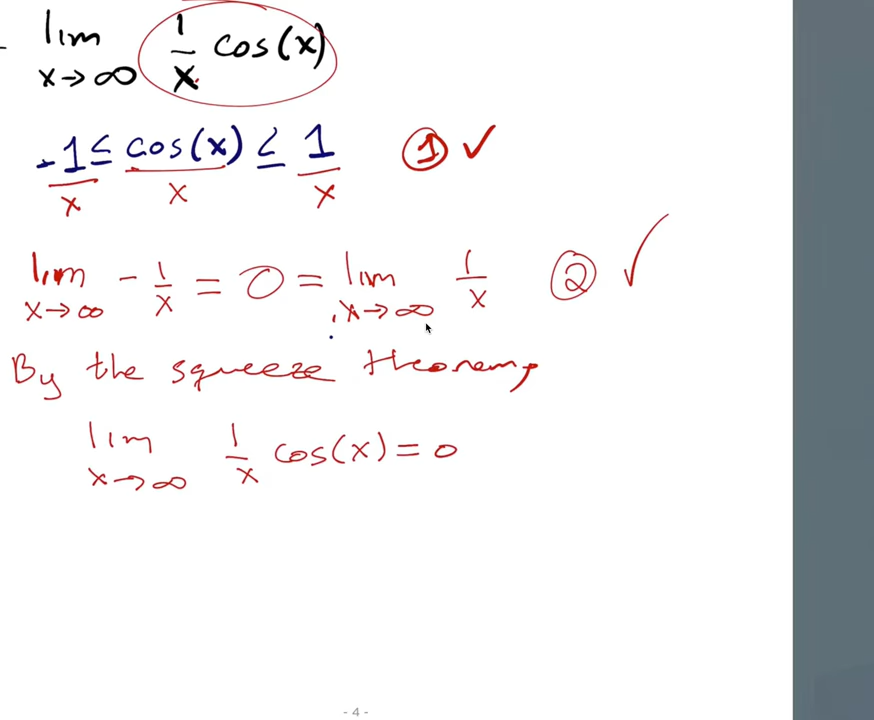 lim x→∞ 1/x cos(x)
-1/x ≤ cos(x)/x ≤ 1/x ① ✓
lim x→∞ - 1/x = 0 = lim x→∞ 1/x ② ✓
By the squeeze theorem,
lim x→∞ 1/x cos(x) = 0
- 4 -